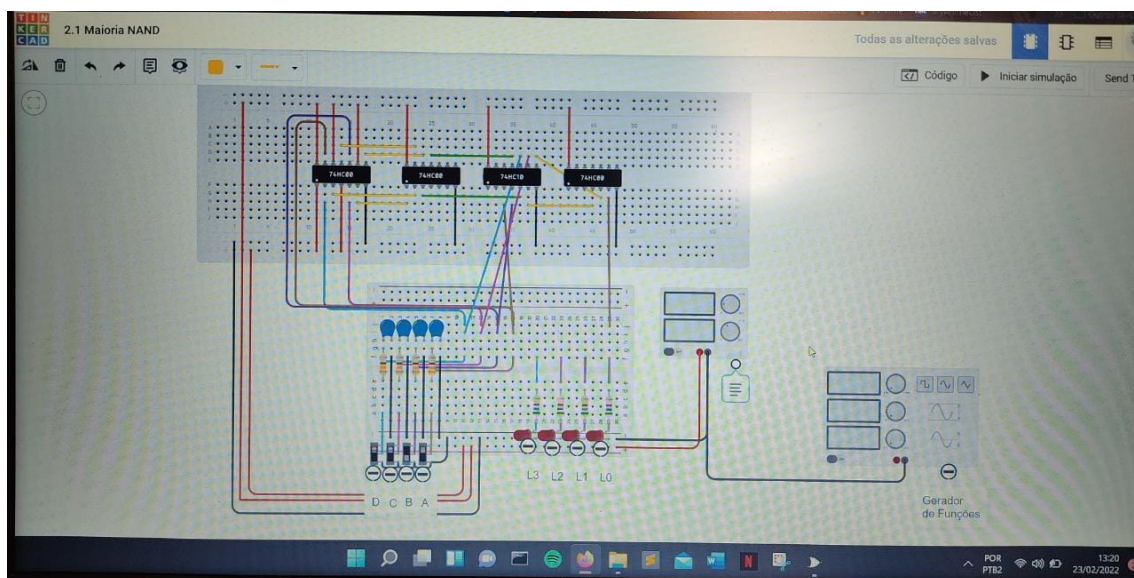 TIN
KER
CAD
2.1 Maioria NAND
Todas as alterações salvas
Código
Iniciar simulação
Send T
74HC00
74HC00
74HC10
74HC00
L3 L2 L1 L0
D C B A
Gerador
de Funções
POR
PTB2
13:20
23/02/2022